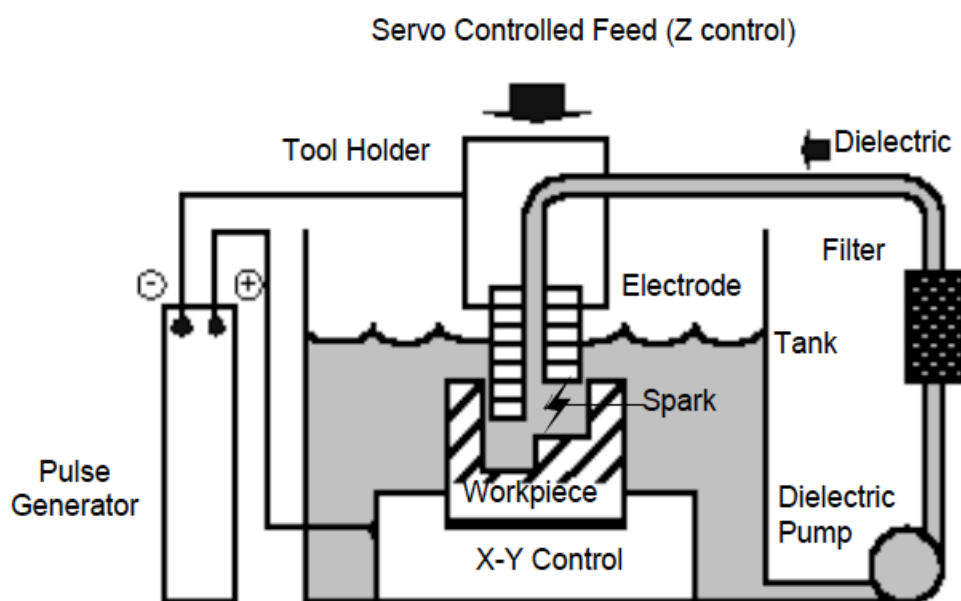 Servo Controlled Feed (Z control)
Tool Holder
Dielectric
Filter
-
+
Electrode
Tank
Spark
Pulse
Generator
Workpiece
Dielectric
Pump
X-Y Control